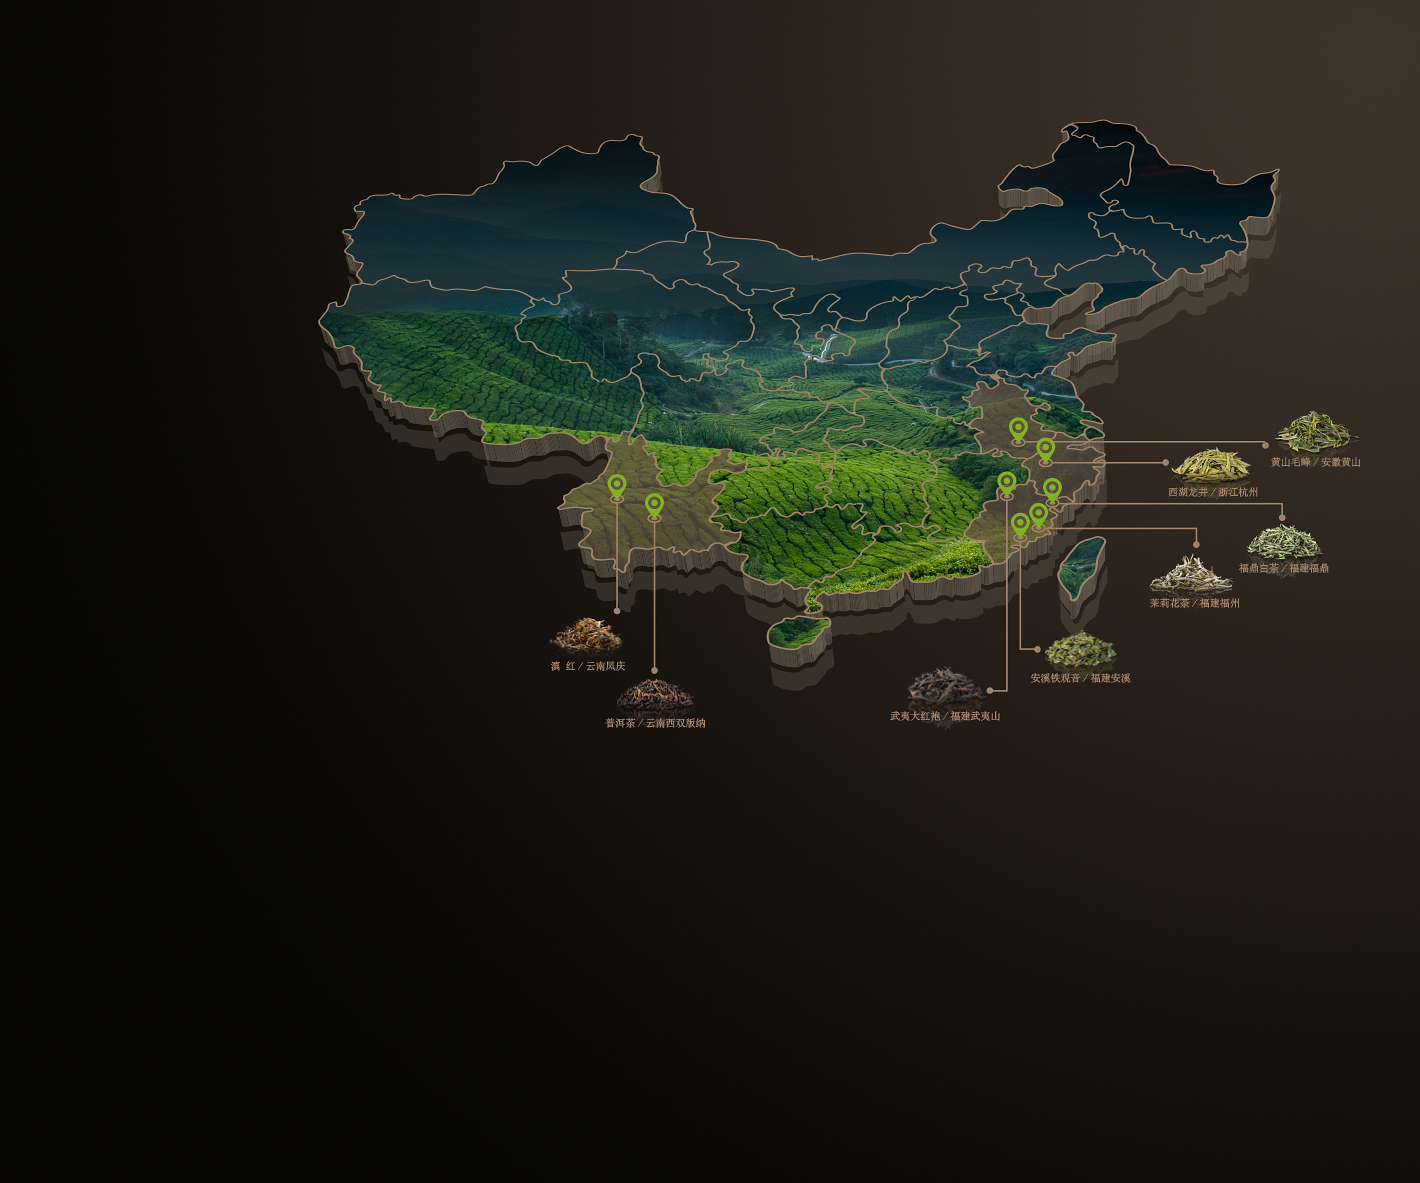 黄山毛峰／安徽黄山
西湖龙井／浙江杭州
福鼎白茶／福建福鼎
茉莉花茶／福建福州
滇 红／云南凤庆
安溪铁观音／福建安溪
武夷大红袍／福建武夷山
普洱茶／云南西双版纳